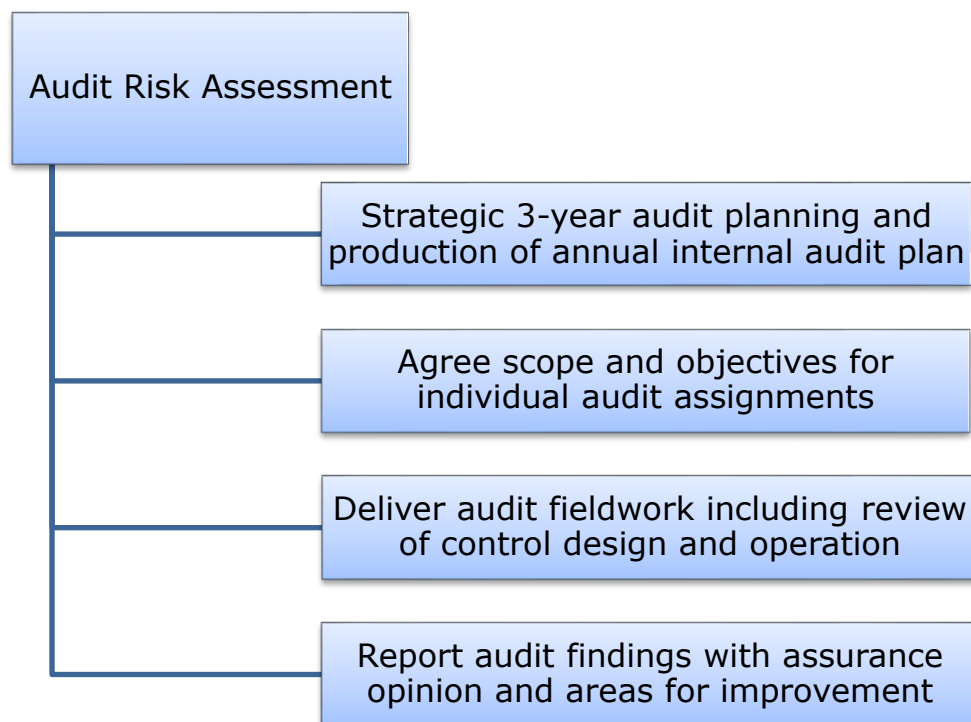 Audit Risk Assessment
Strategic 3-year audit planning and
production of annual internal audit plan
Agree scope and objectives for
individual audit assignments
Deliver audit fieldwork including review
of control design and operation
Report audit findings with assurance
opinion and areas for improvement